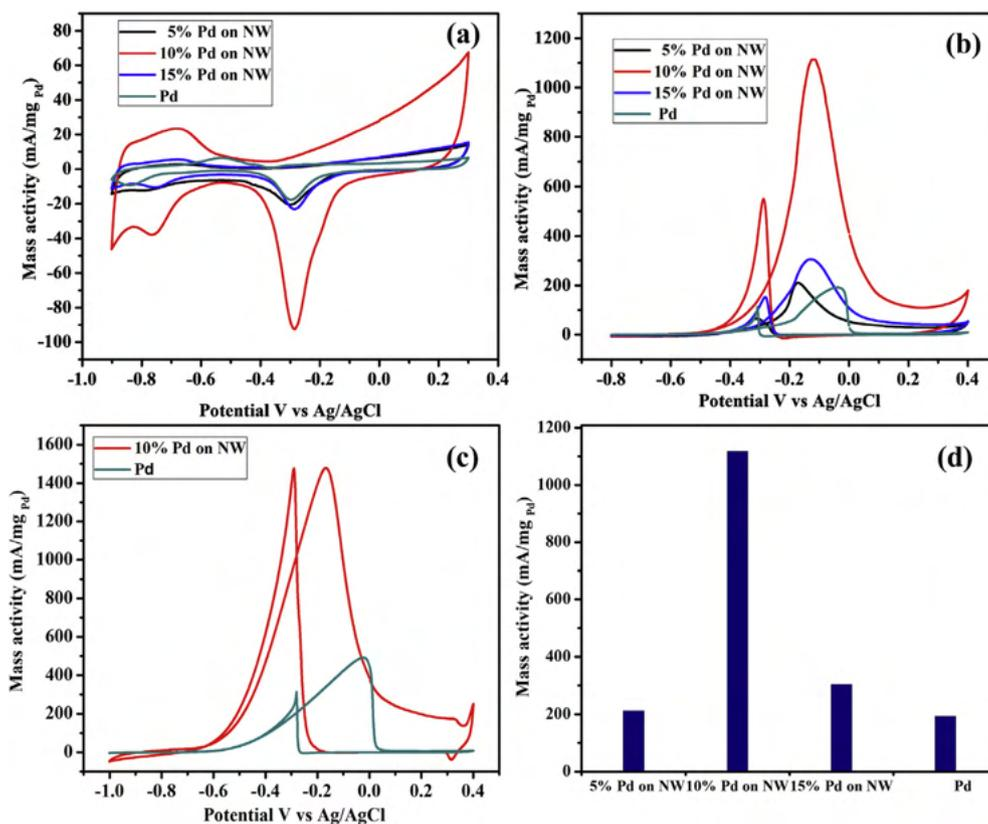 (a)
5% Pd on NW
10% Pd on NW
15% Pd on NW
Pd
80
60
40
20
0
-20
-40
-60
-80
-100
Mass activity (mA/mg Pd)
-1.0 -0.8 -0.6 -0.4 -0.2 0.0 0.2 0.4
Potential V vs Ag/AgCl
(b)
5% Pd on NW
10% Pd on NW
15% Pd on NW
Pd
1200
1000
800
600
400
200
0
Mass activity (mA/mg Pd)
-0.8 -0.6 -0.4 -0.2 0.0 0.2 0.4
Potential V vs Ag/AgCl
(c)
10% Pd on NW
Pd
1600
1400
1200
1000
800
600
400
200
0
Mass activity (mA/mg Pd)
-1.0 -0.8 -0.6 -0.4 -0.2 -0.0 0.2 0.4
Potential V vs Ag/AgCl
(d)
1200
1000
800
600
400
200
0
Mass activity (mA/mg Pd)
5% Pd on NW 10% Pd on NW 15% Pd on NW Pd